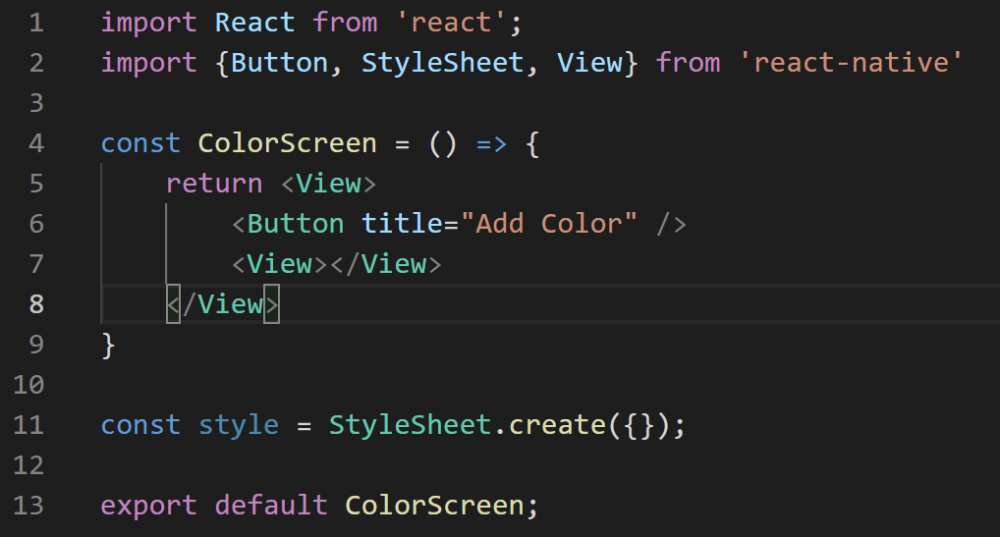 1 import React from 'react';
2 import {Button, StyleSheet, View} from 'react-native'
3
4 const ColorScreen = () => {
5     return <View>
6         <Button title="Add Color" />
7         <View></View>
8     </View>
9 }
10
11 const style = StyleSheet.create({});
12
13 export default ColorScreen;